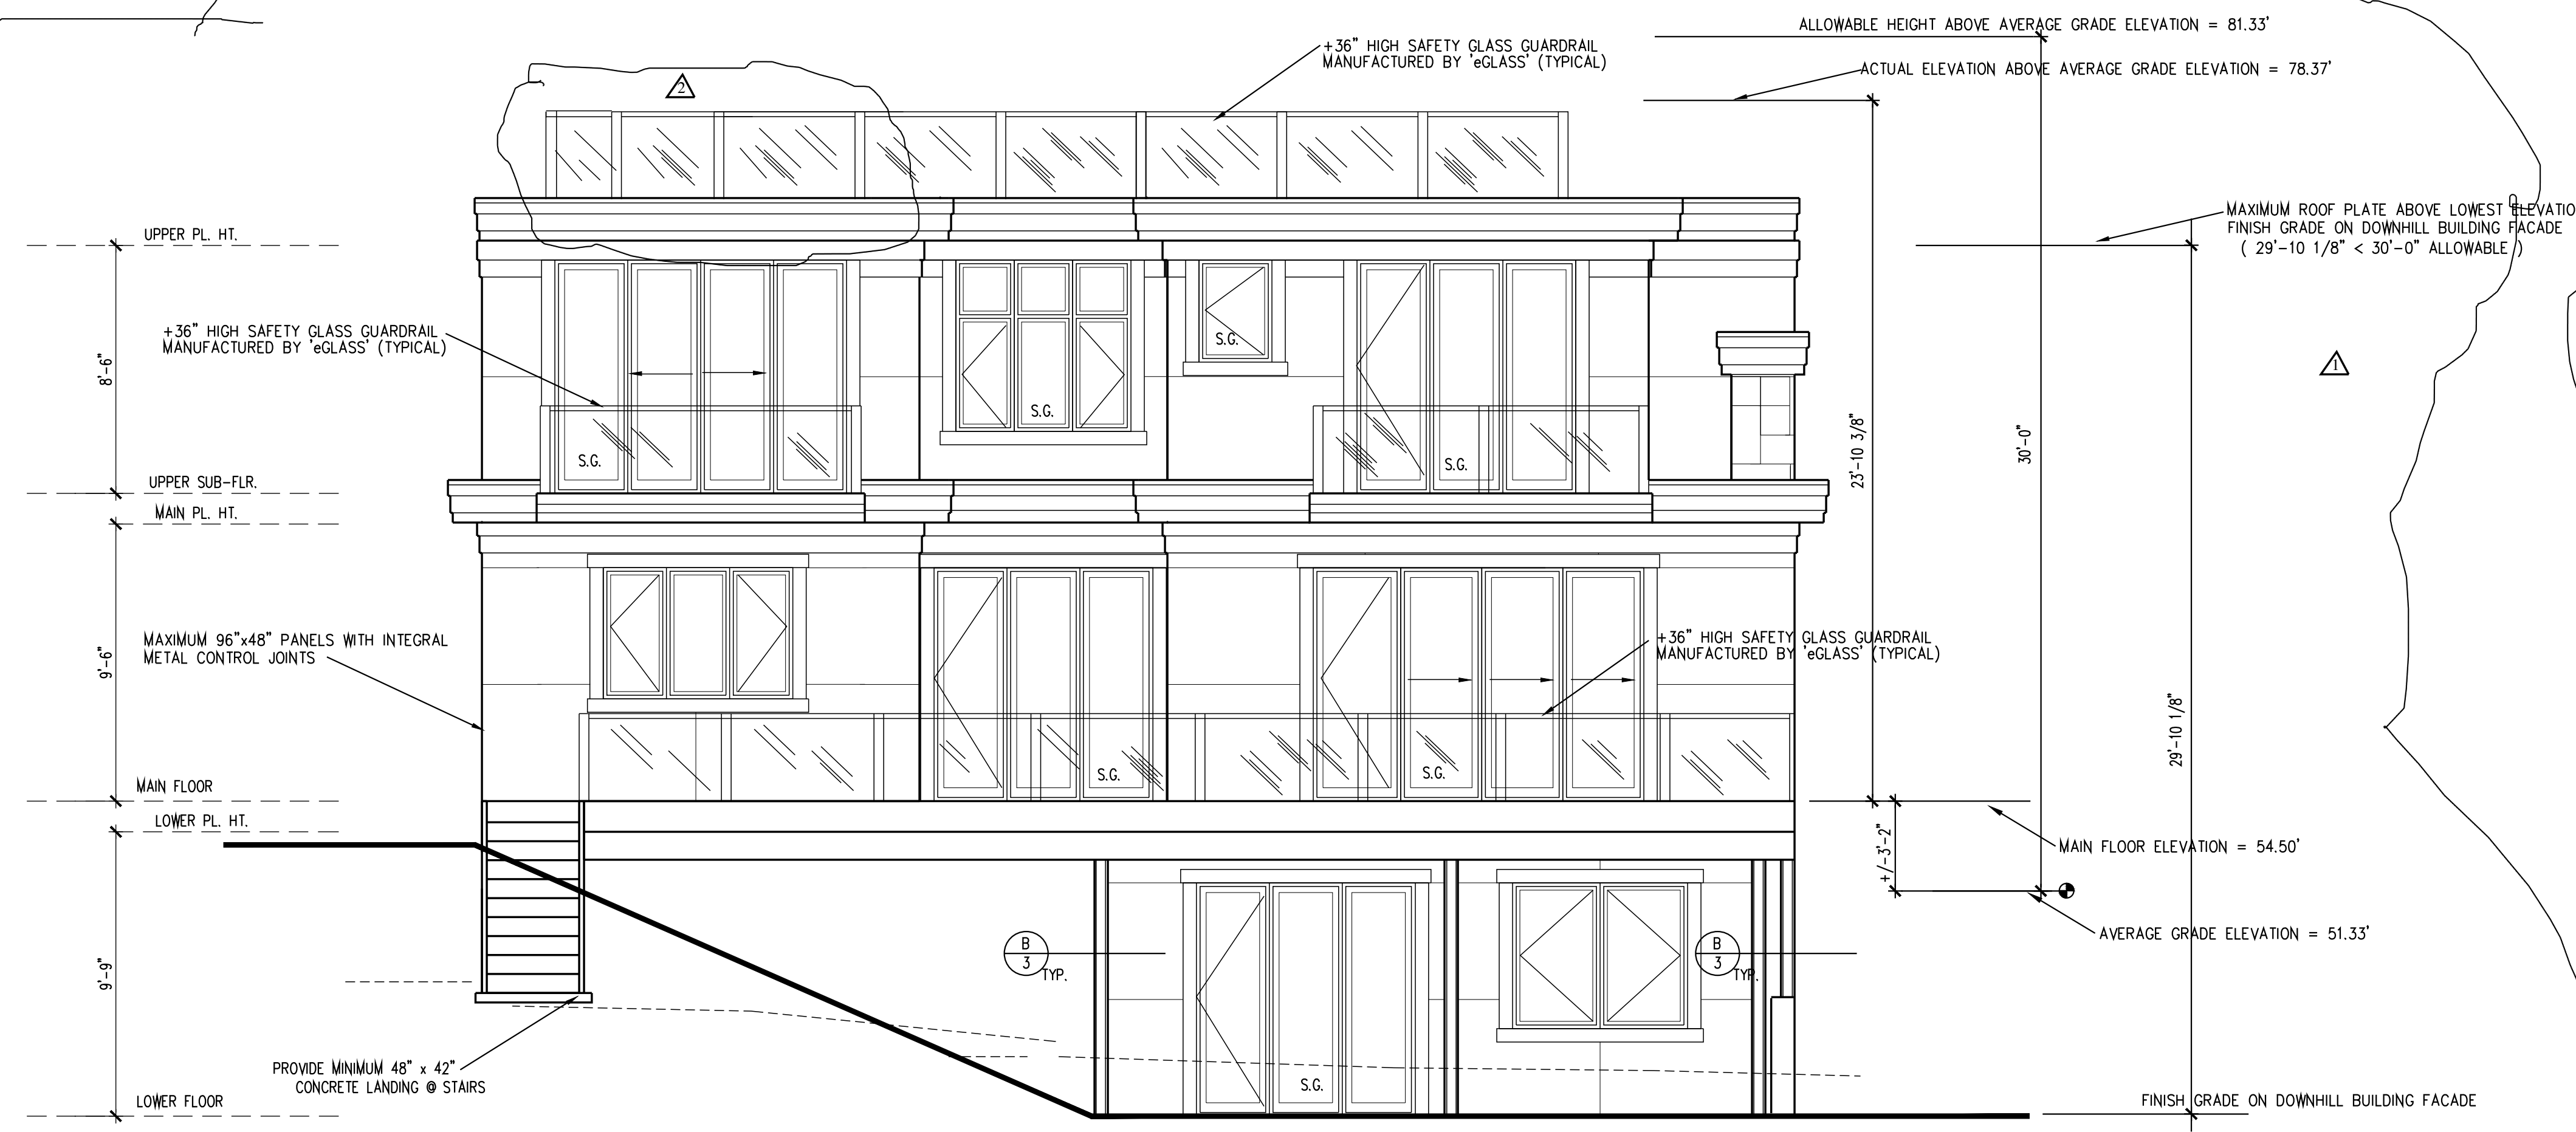 ALLOWABLE HEIGHT ABOVE AVERAGE GRADE ELEVATION = 81.33'
+36" HIGH SAFETY GLASS GUARDRAIL
MANUFACTURED BY 'eGLASS' (TYPICAL)
ACTUAL ELEVATION ABOVE AVERAGE GRADE ELEVATION = 78.37'
2
UPPER PL. HT.
MAXIMUM ROOF PLATE ABOVE LOWEST ELEVATIO
FINISH GRADE ON DOWNHILL BUILDING FACADE
( 29'-10 1/8" < 30'-0" ALLOWABLE )
+36" HIGH SAFETY GLASS GUARDRAIL
MANUFACTURED BY 'eGLASS' (TYPICAL)
8'-6"
S.G.
1
S.G.
S.G.
S.G.
23'-10 3/8"
30'-0"
UPPER SUB-FLR.
MAIN PL. HT.
MAXIMUM 96"x48" PANELS WITH INTEGRAL
METAL CONTROL JOINTS
9'-6"
+36" HIGH SAFETY GLASS GUARDRAIL
MANUFACTURED BY 'eGLASS' (TYPICAL)
29'-10 1/8"
S.G.
S.G.
MAIN FLOOR
LOWER PL. HT.
+/-3'-2"
MAIN FLOOR ELEVATION = 54.50'
AVERAGE GRADE ELEVATION = 51.33'
B
3
TYP.
B
3
TYP.
9'-9"
PROVIDE MINIMUM 48" x 42"
CONCRETE LANDING @ STAIRS
S.G.
LOWER FLOOR
FINISH GRADE ON DOWNHILL BUILDING FACADE